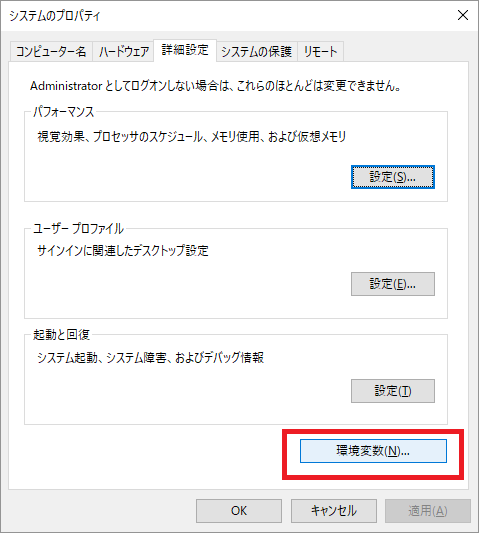 システムのプロパティ
コンピューター名 ハードウェア 詳細設定 システムの保護 リモート
Administrator としてログオンしない場合は、これらのほとんどは変更できません。
パフォーマンス
視覚効果、プロセッサのスケジュール、メモリ使用、および仮想メモリ
設定(S)...
ユーザー プロファイル
サインインに関連したデスクトップ設定
設定(E)...
起動と回復
システム起動、システム障害、およびデバッグ情報
設定(T)
環境変数(N)...
OK キャンセル 適用(A)